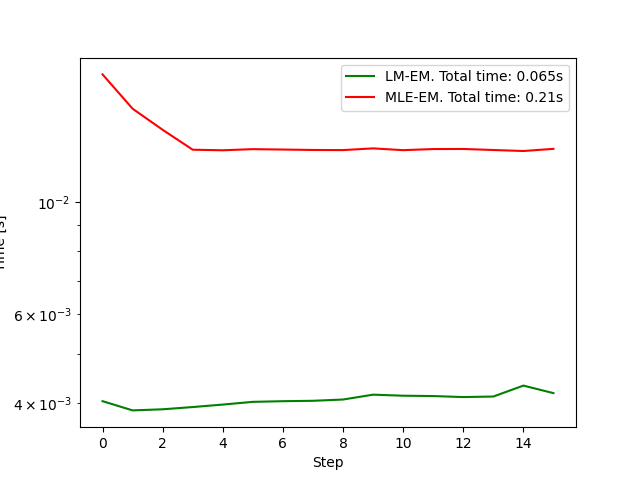 LM-EM. Total time: 0.065s
MLE-EM. Total time: 0.21s
10⁻²
6 × 10⁻³
4 × 10⁻³
[s]
0 2 4 6 8 10 12 14
Step